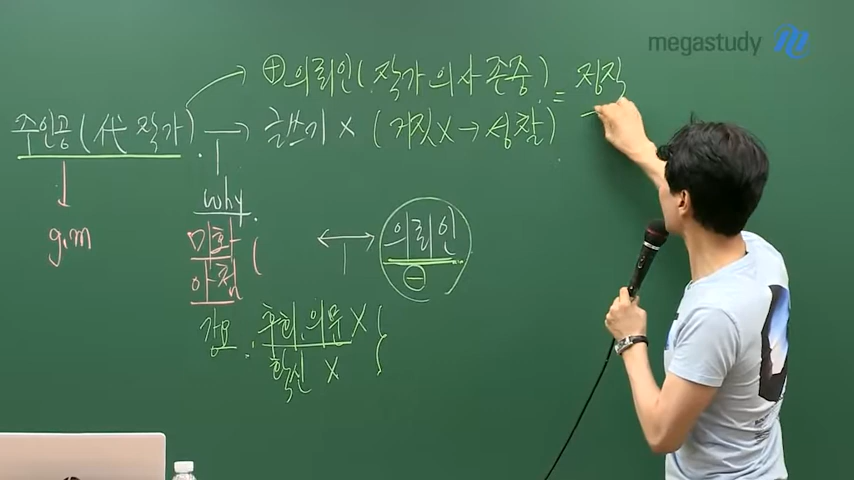 megastudy
⊕ 의뢰인 (작가 의사 존중) = 정직
주인공 (代 작가) → 글쓰기 × (거짓 X → 성찰)
g.m
why
미화
아첨 (
↔ 의뢰인
⊖
강요 : 후회, 의무 X
확신 X